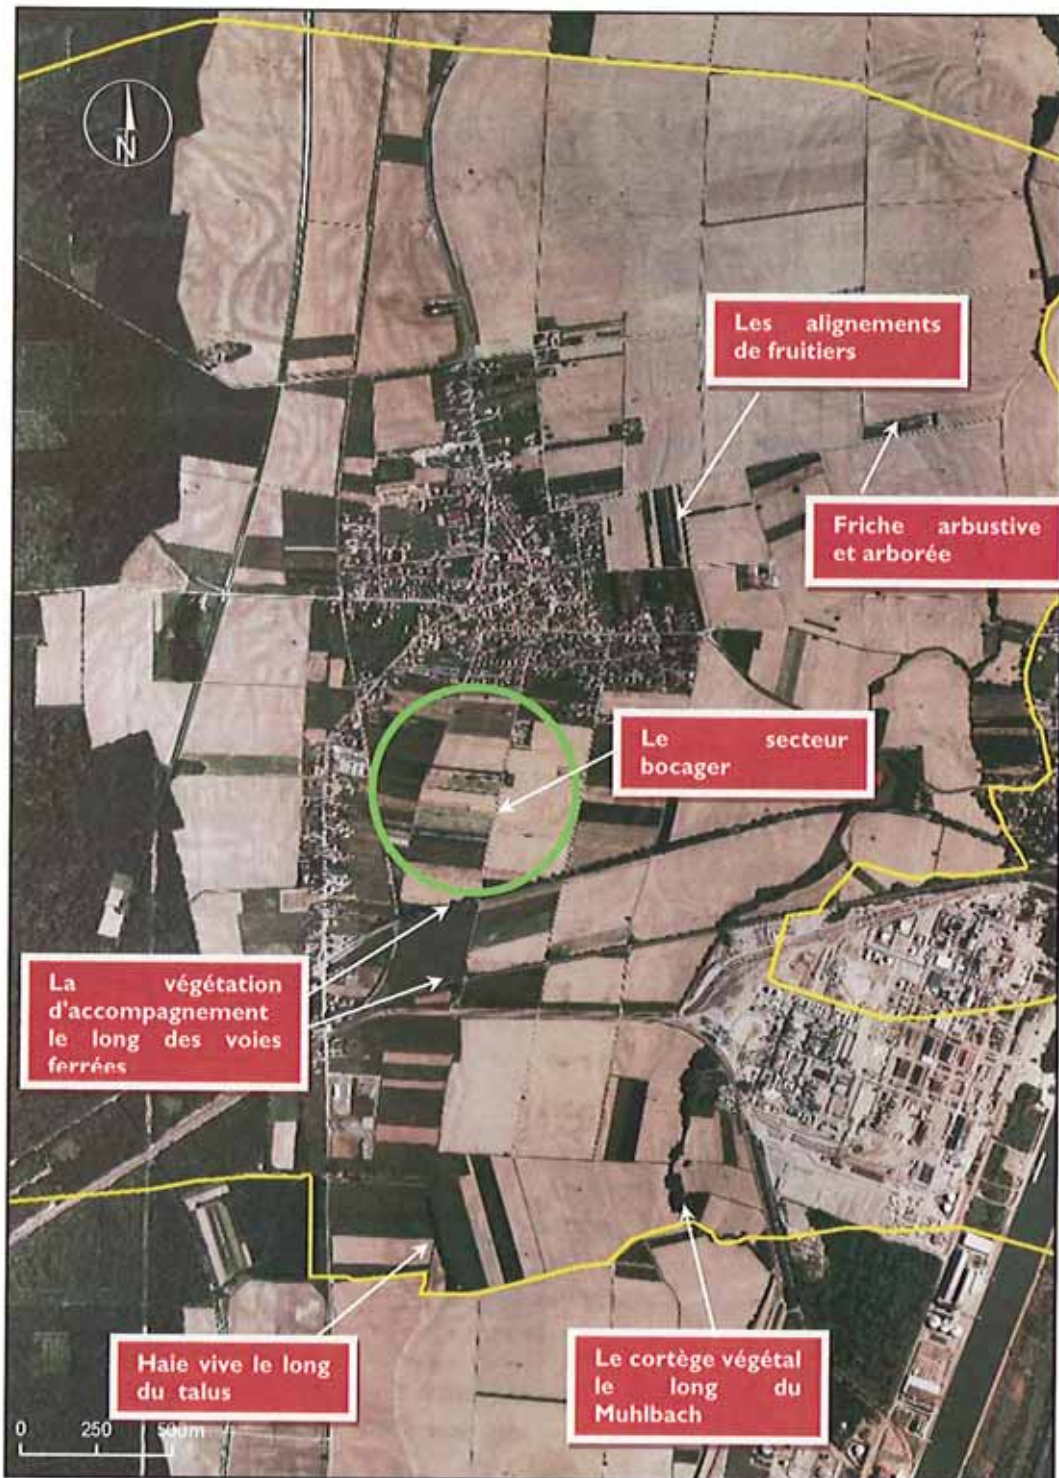 N
Les alignements
de fruitiers
Friche arbustive
et arborée
Le secteur
bocager
La végétation
d'accompagnement
le long des voies
ferrées
Haie vive le long
du talus
Le cortège végétal
le long du
Muhlbach
0 250 500m